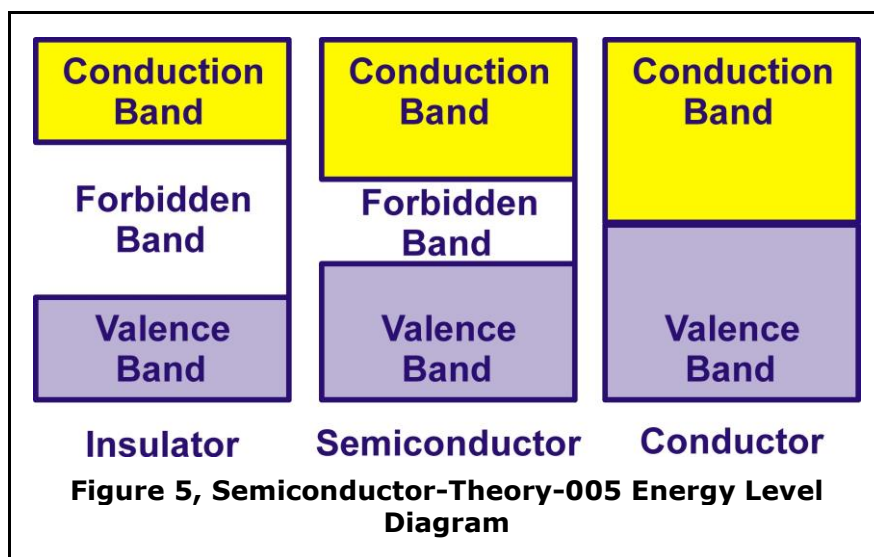 Conduction
Band
Forbidden
Band
Valence
Band
Insulator
Conduction
Band
Forbidden
Band
Valence
Band
Semiconductor
Conduction
Band
Valence
Band
Conductor
Figure 5, Semiconductor-Theory-005 Energy Level
Diagram